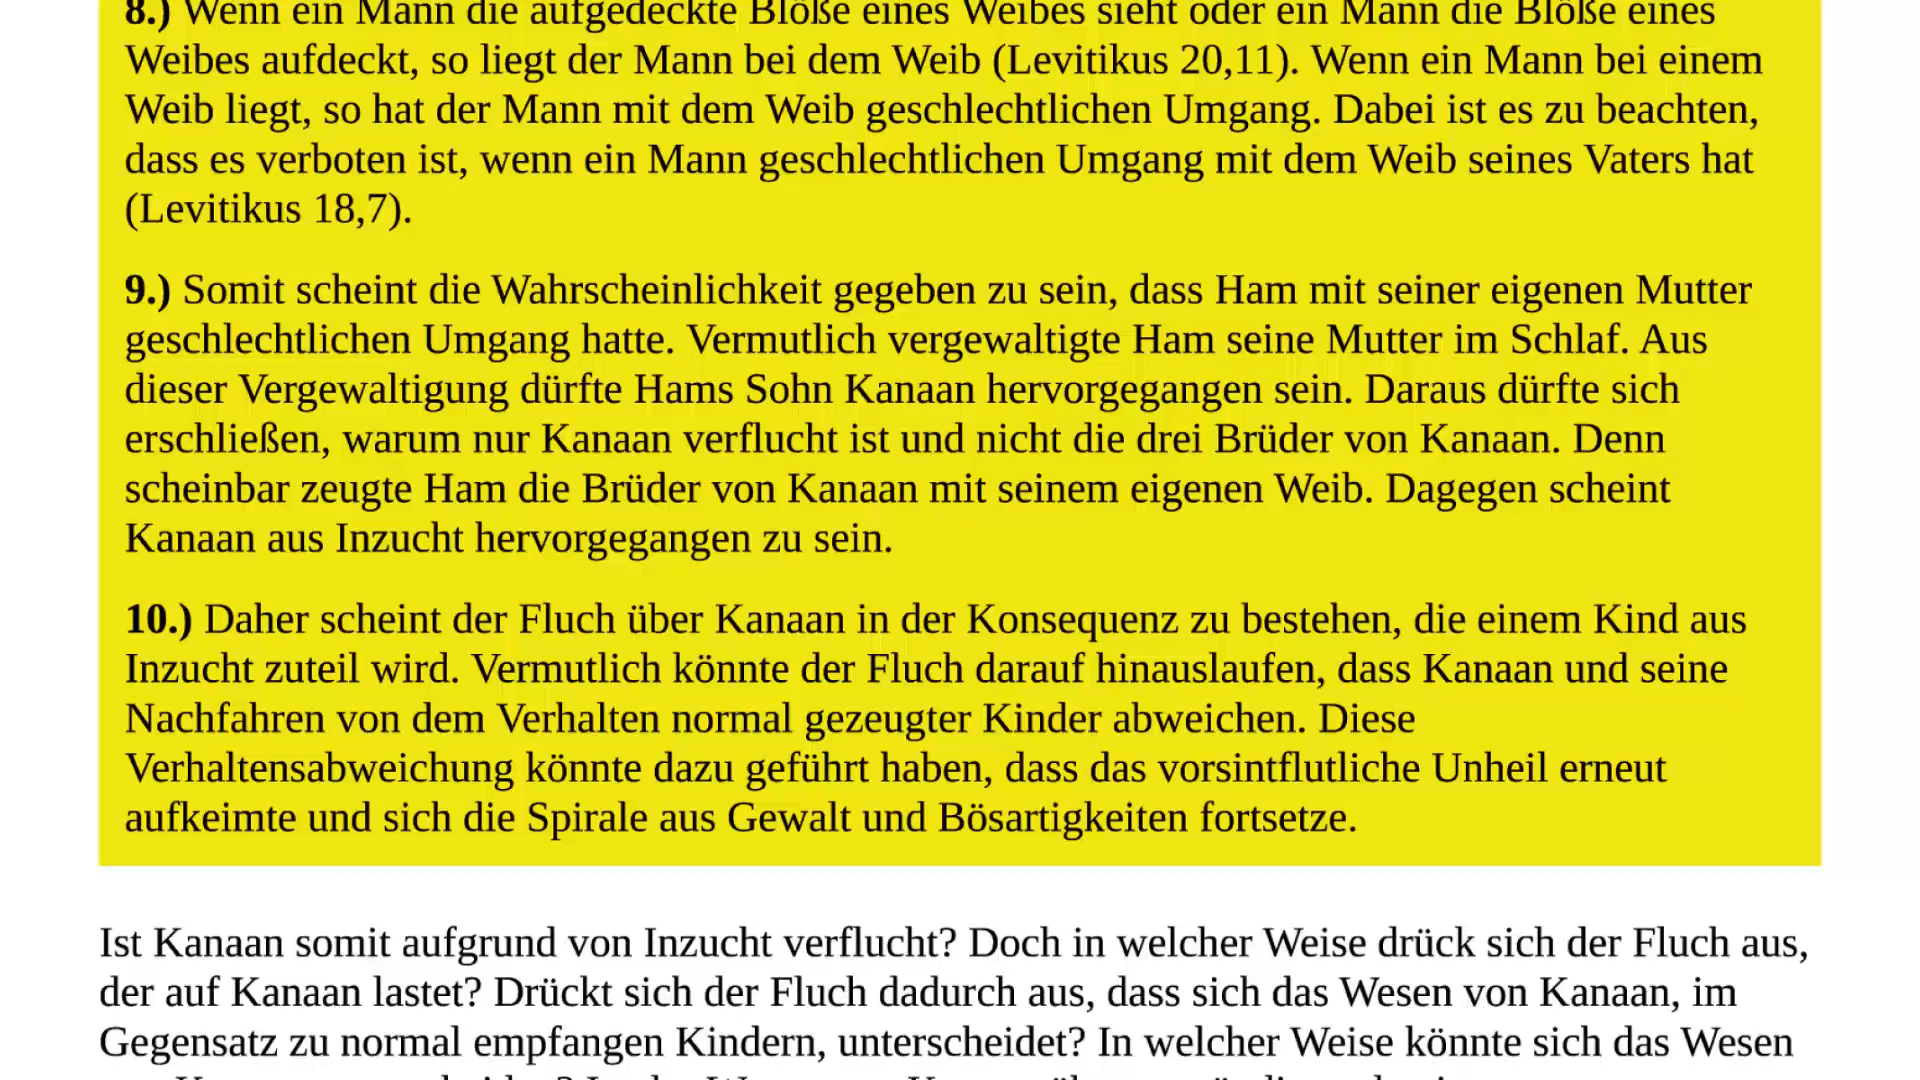 8.) Wenn ein Mann die aufgedeckte Blöße eines Weibes sieht oder ein Mann die Blöße eines
Weibes aufdeckt, so liegt der Mann bei dem Weib (Levitikus 20,11). Wenn ein Mann bei einem
Weib liegt, so hat der Mann mit dem Weib geschlechtlichen Umgang. Dabei ist es zu beachten,
dass es verboten ist, wenn ein Mann geschlechtlichen Umgang mit dem Weib seines Vaters hat
(Levitikus 18,7).
9.) Somit scheint die Wahrscheinlichkeit gegeben zu sein, dass Ham mit seiner eigenen Mutter
geschlechtlichen Umgang hatte. Vermutlich vergewaltigte Ham seine Mutter im Schlaf. Aus
dieser Vergewaltigung dürfte Hams Sohn Kanaan hervorgegangen sein. Daraus dürfte sich
erschließen, warum nur Kanaan verflucht ist und nicht die drei Brüder von Kanaan. Denn
scheinbar zeugte Ham die Brüder von Kanaan mit seinem eigenen Weib. Dagegen scheint
Kanaan aus Inzucht hervorgegangen zu sein.
10.) Daher scheint der Fluch über Kanaan in der Konsequenz zu bestehen, die einem Kind aus
Inzucht zuteil wird. Vermutlich könnte der Fluch darauf hinauslaufen, dass Kanaan und seine
Nachfahren von dem Verhalten normal gezeugter Kinder abweichen. Diese
Verhaltensabweichung könnte dazu geführt haben, dass das vorsintflutliche Unheil erneut
aufkeimte und sich die Spirale aus Gewalt und Bösartigkeiten fortsetze.
Ist Kanaan somit aufgrund von Inzucht verflucht? Doch in welcher Weise drück sich der Fluch aus,
der auf Kanaan lastet? Drückt sich der Fluch dadurch aus, dass sich das Wesen von Kanaan, im
Gegensatz zu normal empfangen Kindern, unterscheidet? In welcher Weise könnte sich das Wesen